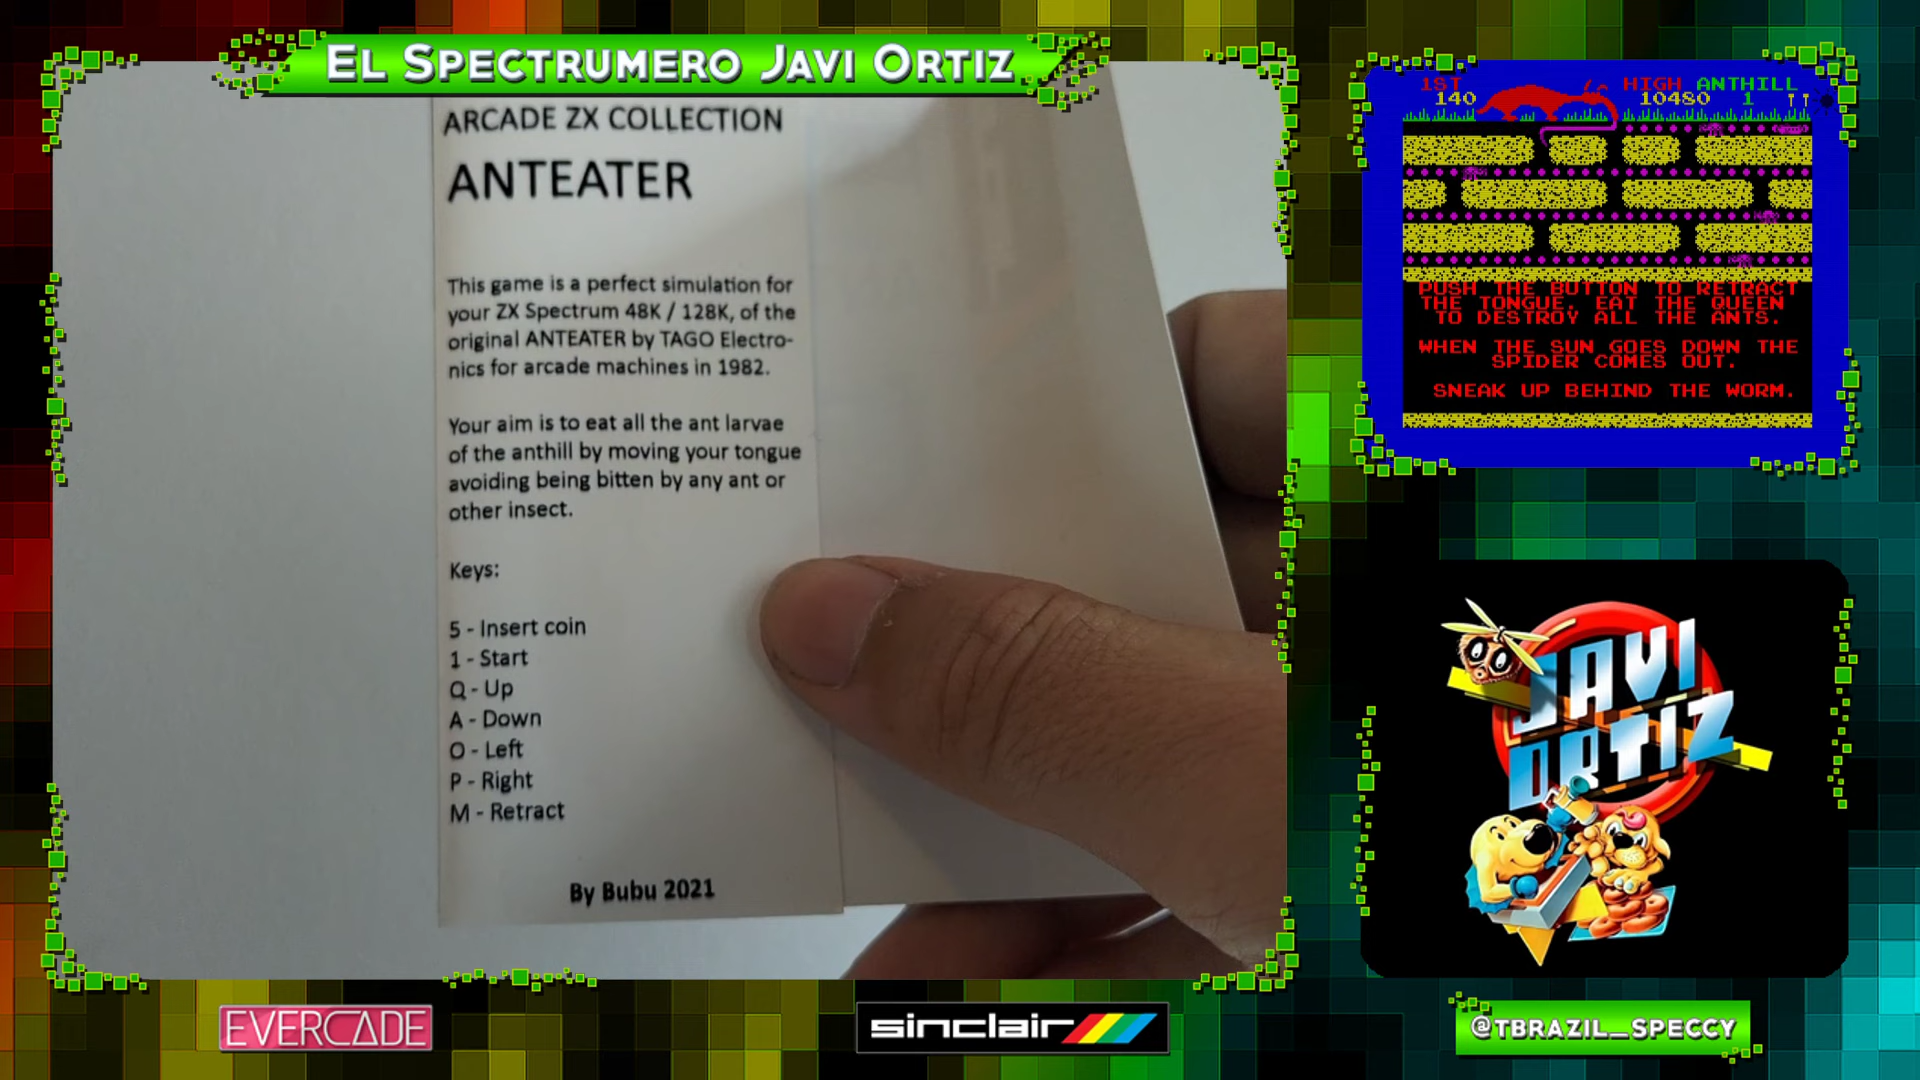 EL SPECTRUMERO JAVI ORTIZ
ARCADE ZX COLLECTION
ANTEATER
This game is a perfect simulation for
your ZX Spectrum 48K / 128K, of the
original ANTEATER by TAGO Electro-
nics for arcade machines in 1982.
Your aim is to eat all the ant larvae
of the anthill by moving your tongue
avoiding being bitten by any ant or
other insect.
Keys:
5 - Insert coin
1 - Start
Q - Up
A - Down
O - Left
P - Right
M - Retract
By Bubu 2021
1ST HIGH ANTHILL
140 10480 1
PUSH THE BUTTON TO RETRACT
THE TONGUE. EAT THE QUEEN
TO DESTROY ALL THE ANTS.
WHEN THE SUN GOES DOWN THE
SPIDER COMES OUT.
SNEAK UP BEHIND THE WORM.
JAVI
ORTIZ
EVERCADE
sinclair
@TBRAZIL_SPECCY